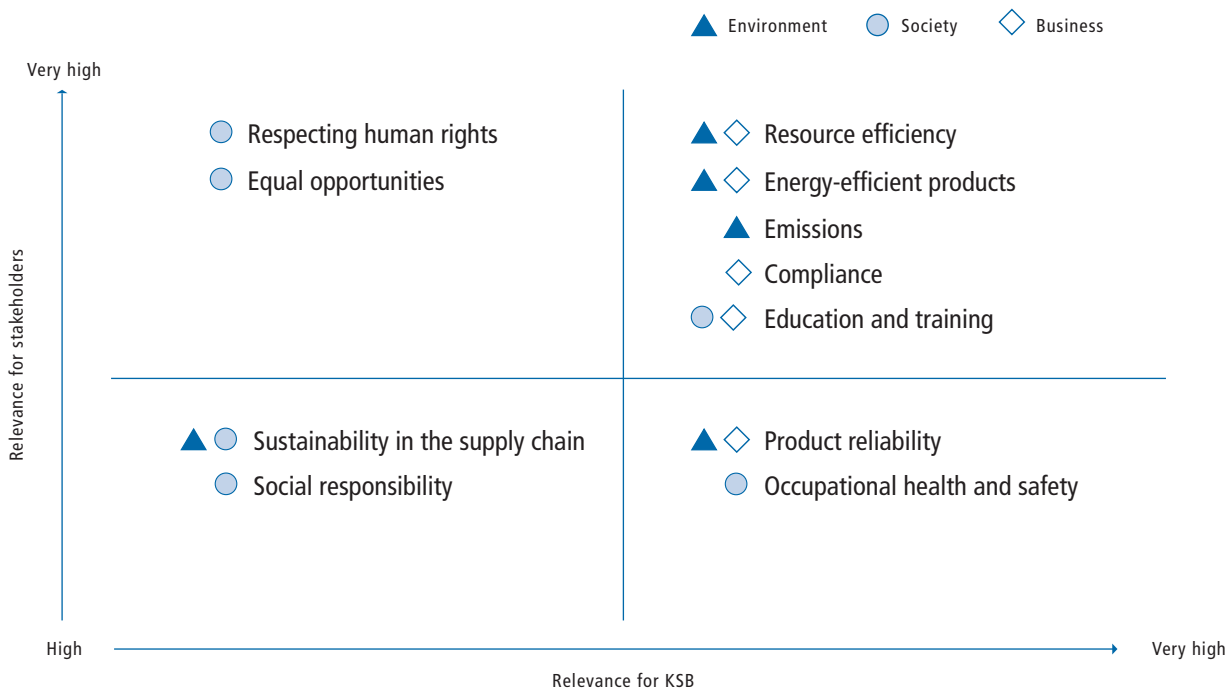 Environment
Society
Business
Very high
Respecting human rights
Equal opportunities
Resource efficiency
Energy-efficient products
Emissions
Compliance
Education and training
Relevance for stakeholders
Sustainability in the supply chain
Social responsibility
Product reliability
Occupational health and safety
High
Very high
Relevance for KSB